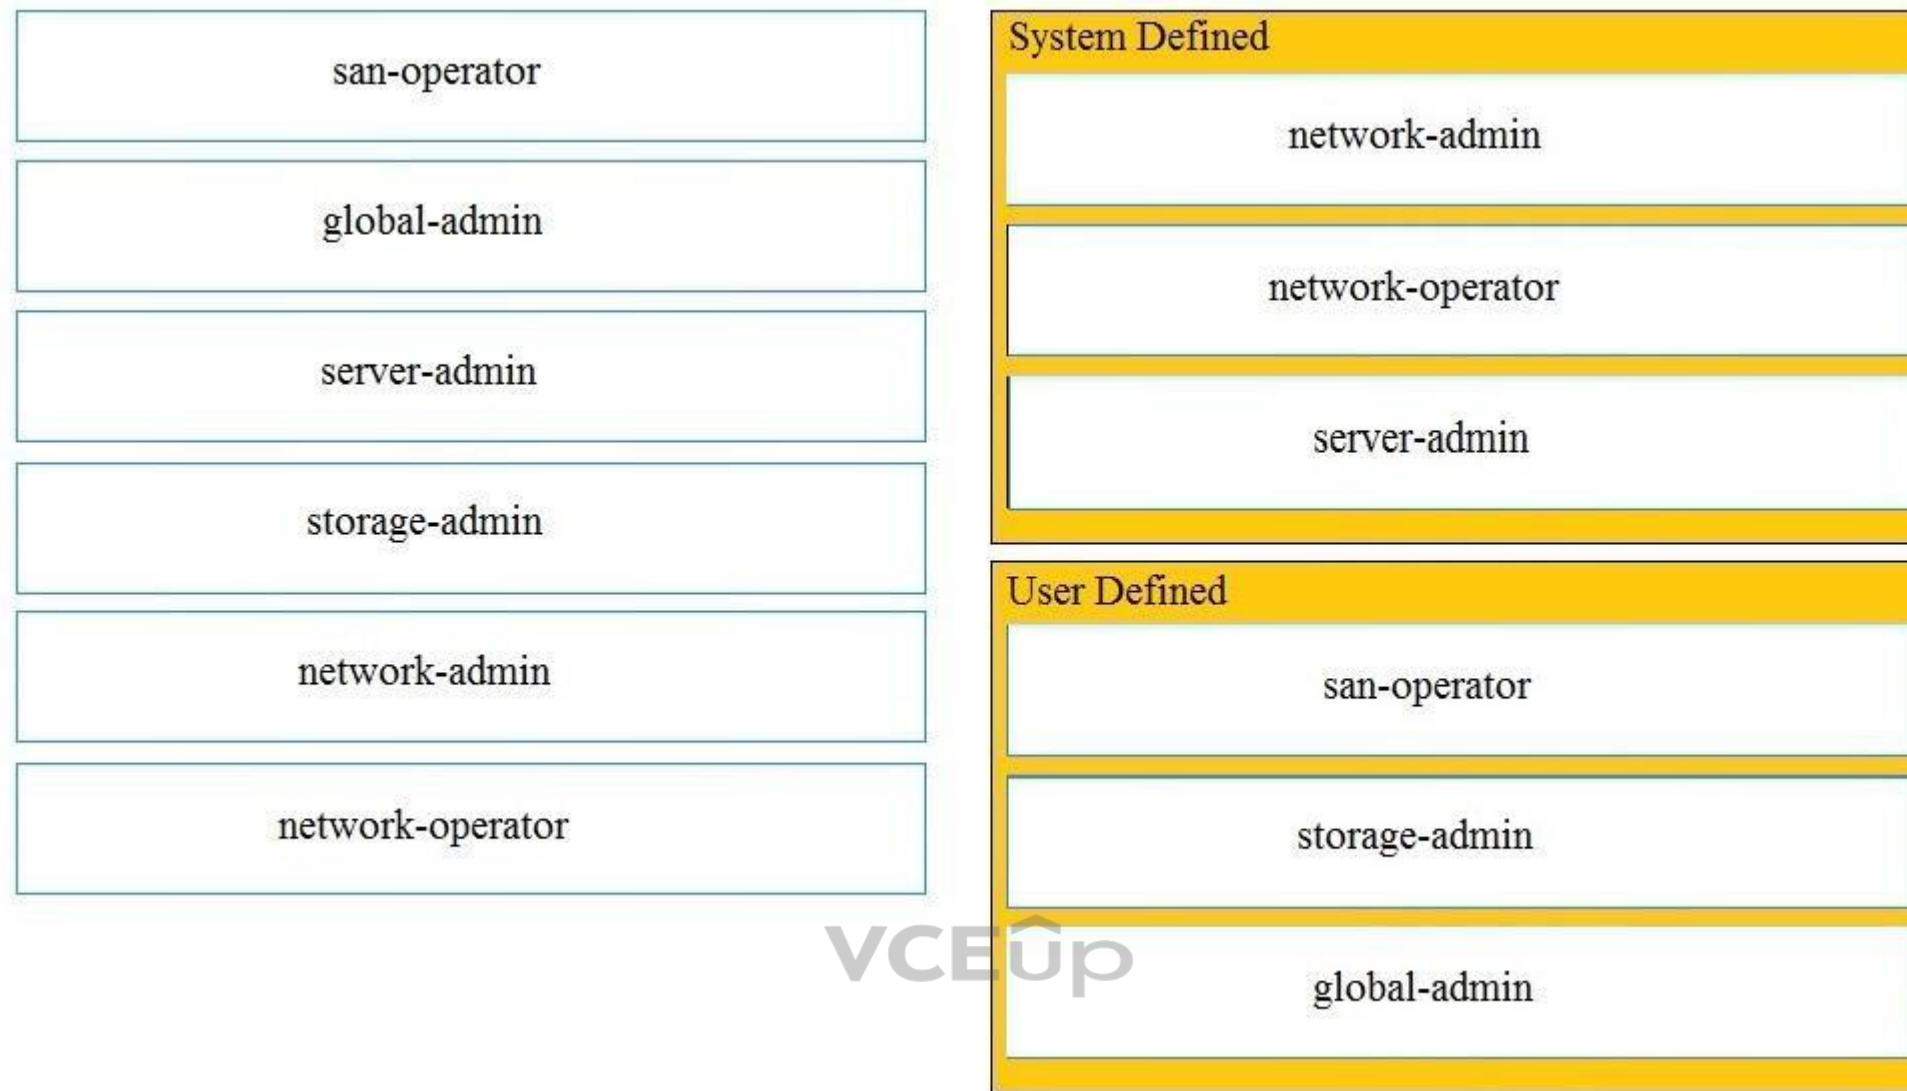 san-operator
global-admin
server-admin
storage-admin
network-admin
network-operator
System Defined
network-admin
network-operator
server-admin
User Defined
san-operator
storage-admin
global-admin
VCEûp